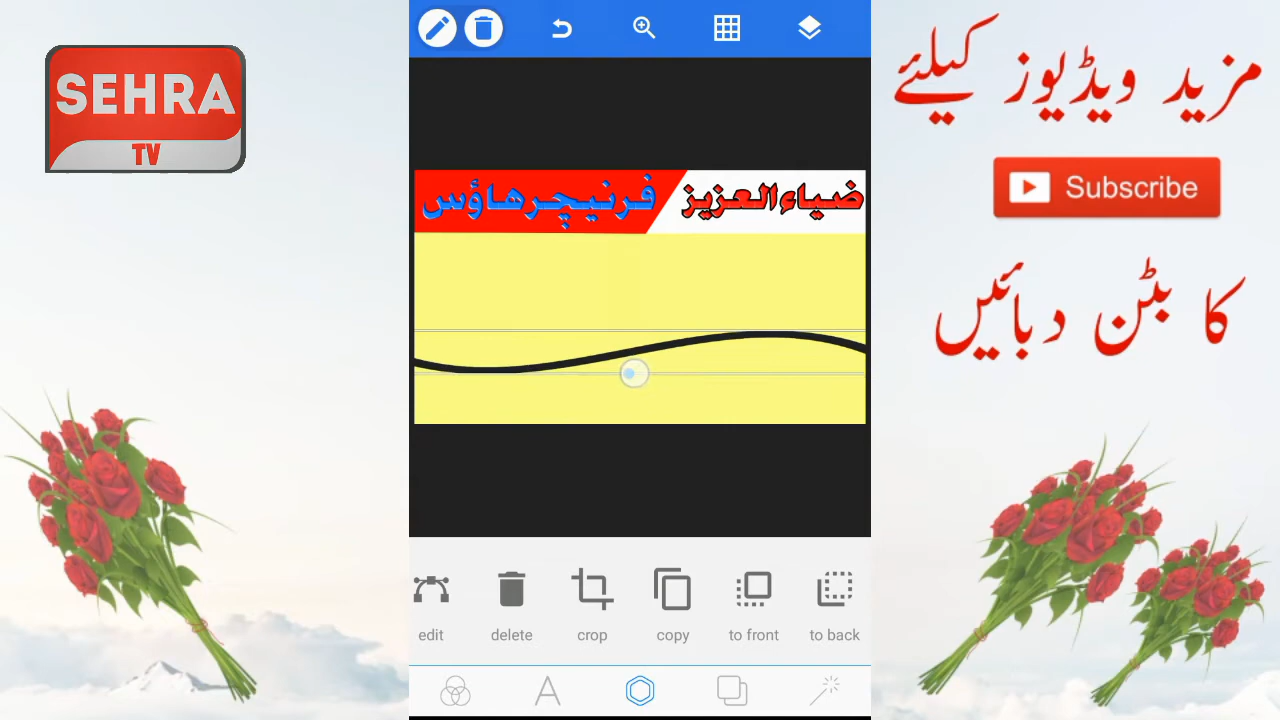 SEHRA
TV
ضیاءالعزیز فرنیچرھاؤس
edit delete crop copy to front to back
مزید ویڈیوز کیلئے
Subscribe
کا بٹن دبائیں